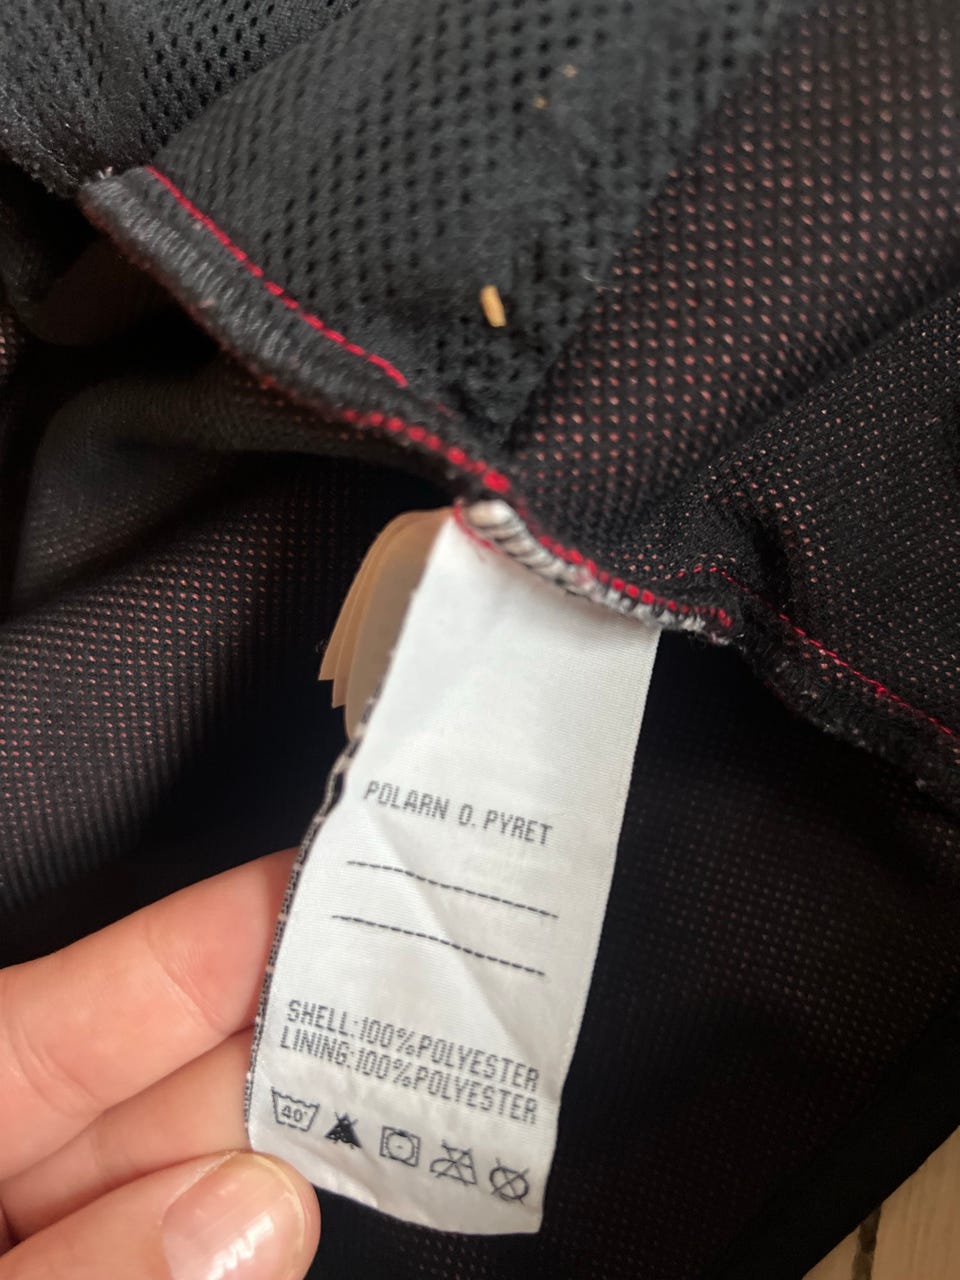 POLARN O. PYRET
SHELL:100%POLYESTER
LINING:100%POLYESTER
40°